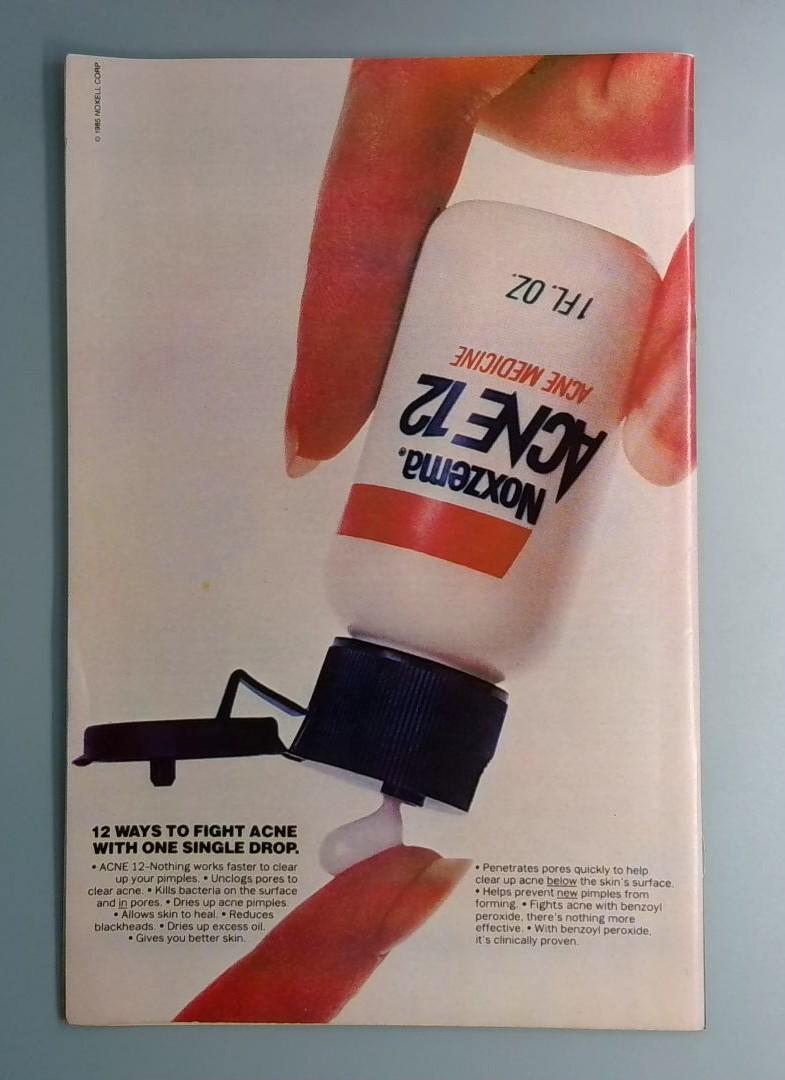 © 1985 NOXELL CORP
1 FL. OZ.
ACNE MEDICINE
ACNE 12
Noxzema®
12 WAYS TO FIGHT ACNE
WITH ONE SINGLE DROP.
• ACNE 12–Nothing works faster to clear
up your pimples. • Unclogs pores to
clear acne. • Kills bacteria on the surface
and in pores. • Dries up acne pimples.
• Allows skin to heal. • Reduces
blackheads. • Dries up excess oil.
• Gives you better skin.
• Penetrates pores quickly to help
clear up acne below the skin's surface.
• Helps prevent new pimples from
forming. • Fights acne with benzoyl
peroxide, there's nothing more
effective. • With benzoyl peroxide,
it's clinically proven.